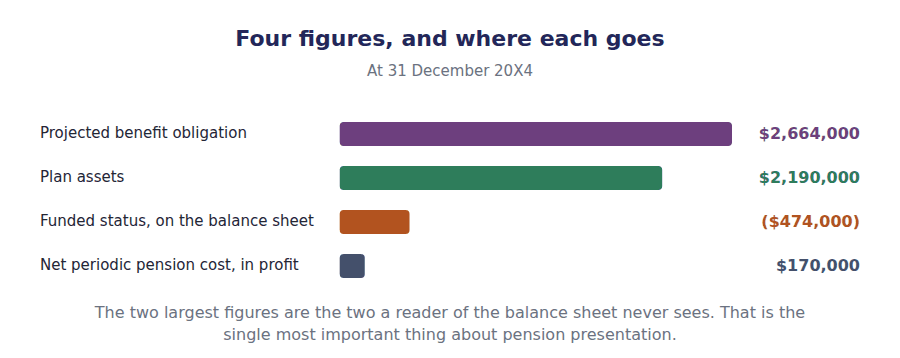 Four figures, and where each goes
At 31 December 20X4
Projected benefit obligation $2,664,000
Plan assets $2,190,000
Funded status, on the balance sheet ($474,000)
Net periodic pension cost, in profit $170,000
The two largest figures are the two a reader of the balance sheet never sees. That is the
single most important thing about pension presentation.